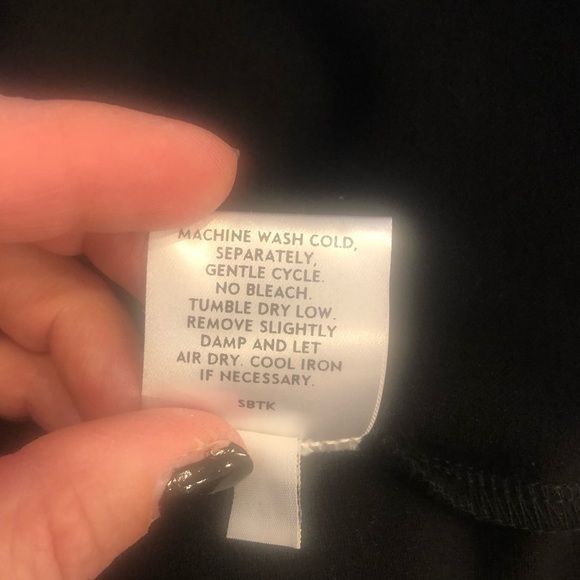 MACHINE WASH COLD,
SEPARATELY,
GENTLE CYCLE.
NO BLEACH.
TUMBLE DRY LOW.
REMOVE SLIGHTLY
DAMP AND LET
AIR DRY. COOL IRON
IF NECESSARY.
SBTK